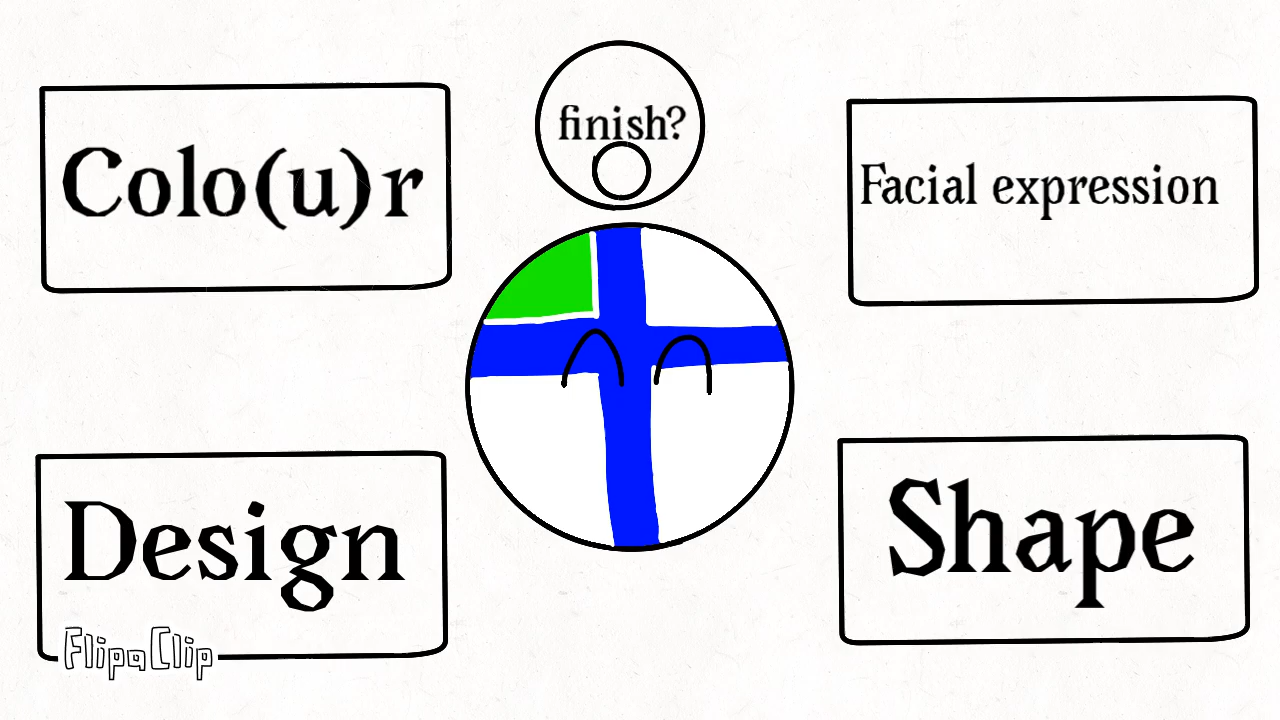 finish?
Colo(u)r
Facial expression
Design
Shape
FlipaClip